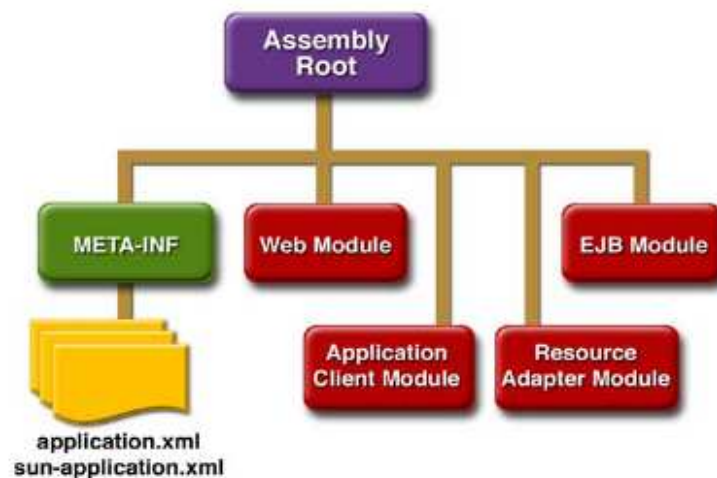 Assembly
Root
META-INF
Web Module
EJB Module
Application
Client Module
Resource
Adapter Module
application.xml
sun-application.xml